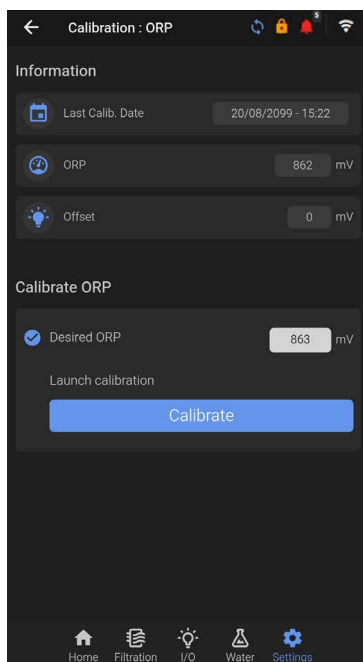 Calibration : ORP
5
Information
Last Calib. Date 20/08/2099 - 15:22
ORP 862 mV
Offset 0 mV
Calibrate ORP
Desired ORP 863 mV
Launch calibration
Calibrate
Home Filtration I/O Water Settings